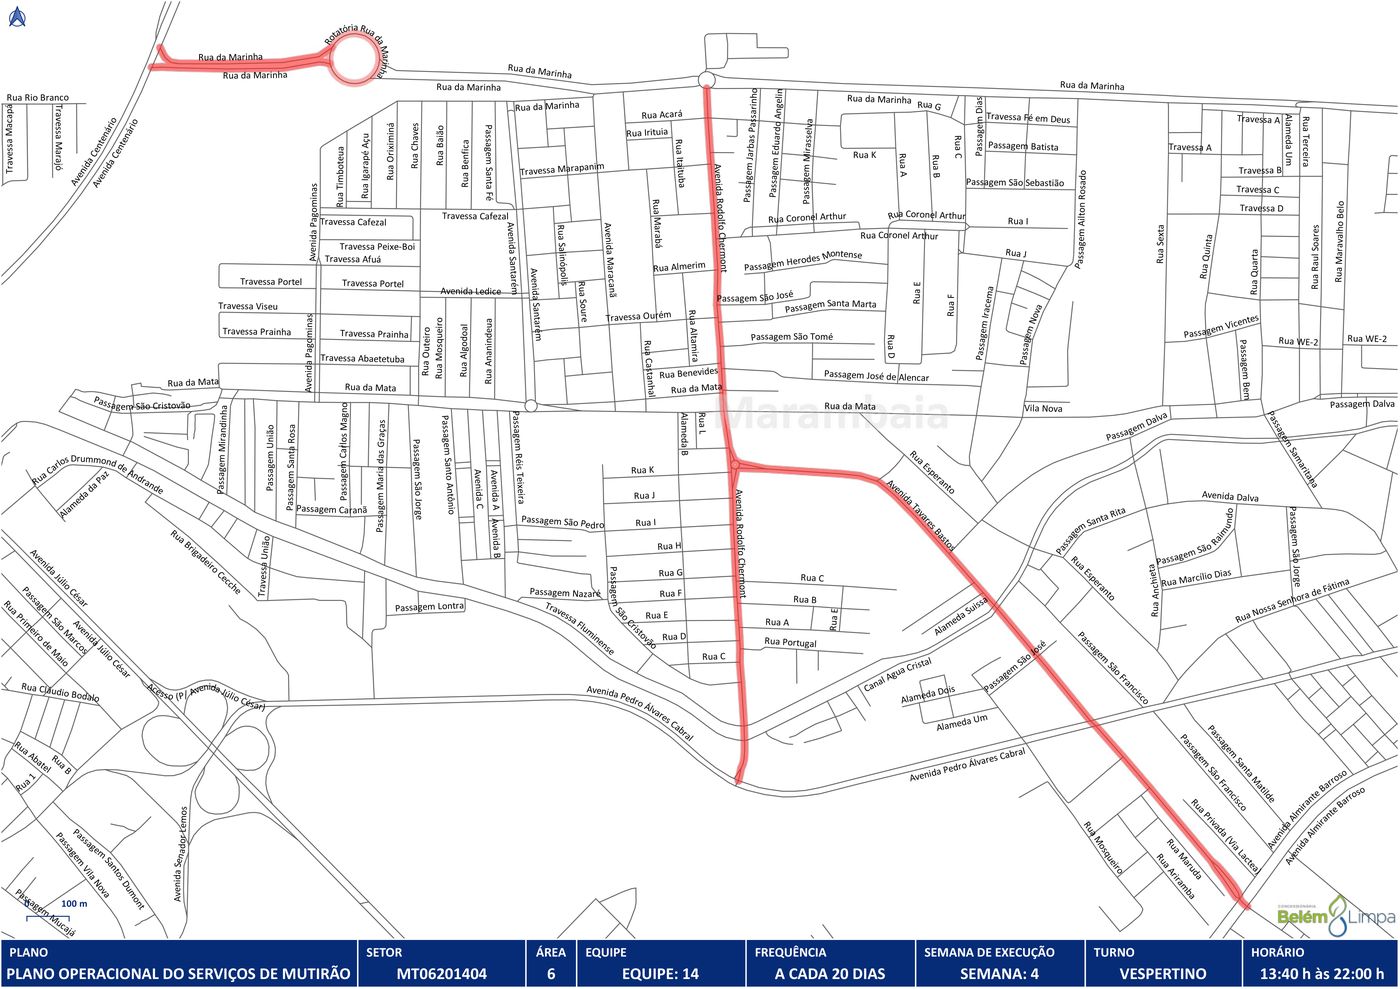 Rotatória Rua da Marinha
Rua da Marinha
Rua da Marinha
Rua da Marinha
Rua da Marinha
Rua da Marinha
Rua Rio Branco
Travessa Macapá
Travessa Marajó
Avenida Centenário
Avenida Centenário
Rua da Marinha
Rua da Marinha
Rua G
Rua Acará
Rua Irituia
Rua Itaituba
Passagem Jarbas Passarinho
Passagem Eduardo Angelin
Passagem Mirasselva
Rua K
Rua A
Rua B
Rua C
Passagem Dias
Travessa Fé em Deus
Passagem Batista
Passagem São Sebastião
Passagem Ailton Rosado
Travessa A
Travessa A
Alameda Um
Rua Terceira
Travessa B
Travessa C
Travessa D
Rua Timboteua
Rua Igarapé Açu
Rua Oriximiná
Rua Chaves
Rua Baião
Rua Benfica
Passagem Santa Fé
Travessa Marapanim
Avenida Pagominas
Travessa Cafezal
Travessa Cafezal
Travessa Peixe-Boi
Travessa Afuá
Travessa Portel
Travessa Portel
Avenida Ledice
Travessa Viseu
Travessa Prainha
Travessa Prainha
Avenida Pagominas
Travessa Abaetetuba
Rua Outeiro
Rua Mosqueiro
Rua Algodoal
Rua Avenindenã
Avenida Santarém
Avenida Santarém
Rua Salinópolis
Rua Soure
Avenida Maracanã
Rua Marabá
Rua Almerim
Travessa Ourém
Rua Altamira
Rua Castanhal
Rua Benevides
Rua da Mata
Avenida Rodolfo Chermont
Rua Coronel Arthur
Rua Coronel Arthur
Rua Coronel Arthur
Rua I
Rua J
Passagem Herodes Montense
Passagem São José
Passagem Santa Marta
Passagem São Tomé
Passagem José de Alencar
Rua D
Rua E
Rua F
Passagem Iracema
Passagem Nova
Rua Sexta
Rua Quinta
Rua Quarta
Rua Raul Soares
Rua Maravalho Belo
Passagem Vicentes
Passagem Bem
Rua WE-2
Rua WE-2
Passagem Dalva
Passagem Dalva
Vila Nova
Rua da Mata
Marambaia
Rua da Mata
Rua da Mata
Passagem São Cristovão
Passagem Mirandinha
Passagem União
Passagem Santa Rosa
Passagem Carlos Magno
Passagem Maria das Graças
Passagem São Jorge
Passagem Santo Antônio
Avenida C
Avenida A
Avenida B
Passagem Réis Teixeira
Passagem Caranã
Rua Carlos Drummond de Andrande
Alameda da Paz
Rua Brigadeiro Cecche
Travessa União
Passagem Lontra
Passagem São Pedro
Passagem Nazaré
Travessa Fluminense
Passagem São Cristovão
Alameda B
Rua L
Rua K
Rua J
Rua I
Rua H
Rua G
Rua F
Rua E
Rua D
Rua C
Avenida Rodolfo Chermont
Rua C
Rua B
Rua A
Rua E
Rua Portugal
Avenida Tavares Bastos
Rua Esperanto
Rua Esperanto
Passagem Samaritana
Avenida Dalva
Passagem Santa Rita
Passagem São Raimundo
Passagem São Jorge
Rua Marcílio Dias
Rua Anchieta
Rua Nossa Senhora de Fátima
Alameda Suissa
Canal Agua Cristal
Passagem São José
Passagem São Francisco
Alameda Dois
Alameda Um
Avenida Pedro Álvares Cabral
Avenida Pedro Álvares Cabral
Passagem Santa Matilde
Passagem São Francisco
Rua Privada (Via Lactea)
Avenida Almirante Barroso
Avenida Almirante Barroso
Rua Mosqueiro
Rua Maruda
Rua Ariramba
Avenida Júlio César
Avenida Júlio César
Passagem São Marcos
Rua Primeiro de Maio
Rua Cláudio Bodalo
Acesso (P/ Avenida Júlio César)
Rua Abatel
Rua B
Rua 1
Avenida Senador Lemos
Passagem Santos Dumont
Passagem Vila Nova
Passagem Mucajá
0 100 m
CONCESSIONÁRIA
Belém Limpa
PLANO SETOR ÁREA EQUIPE FREQUÊNCIA SEMANA DE EXECUÇÃO TURNO HORÁRIO
PLANO OPERACIONAL DO SERVIÇOS DE MUTIRÃO MT06201404 6 EQUIPE: 14 A CADA 20 DIAS SEMANA: 4 VESPERTINO 13:40 h às 22:00 h